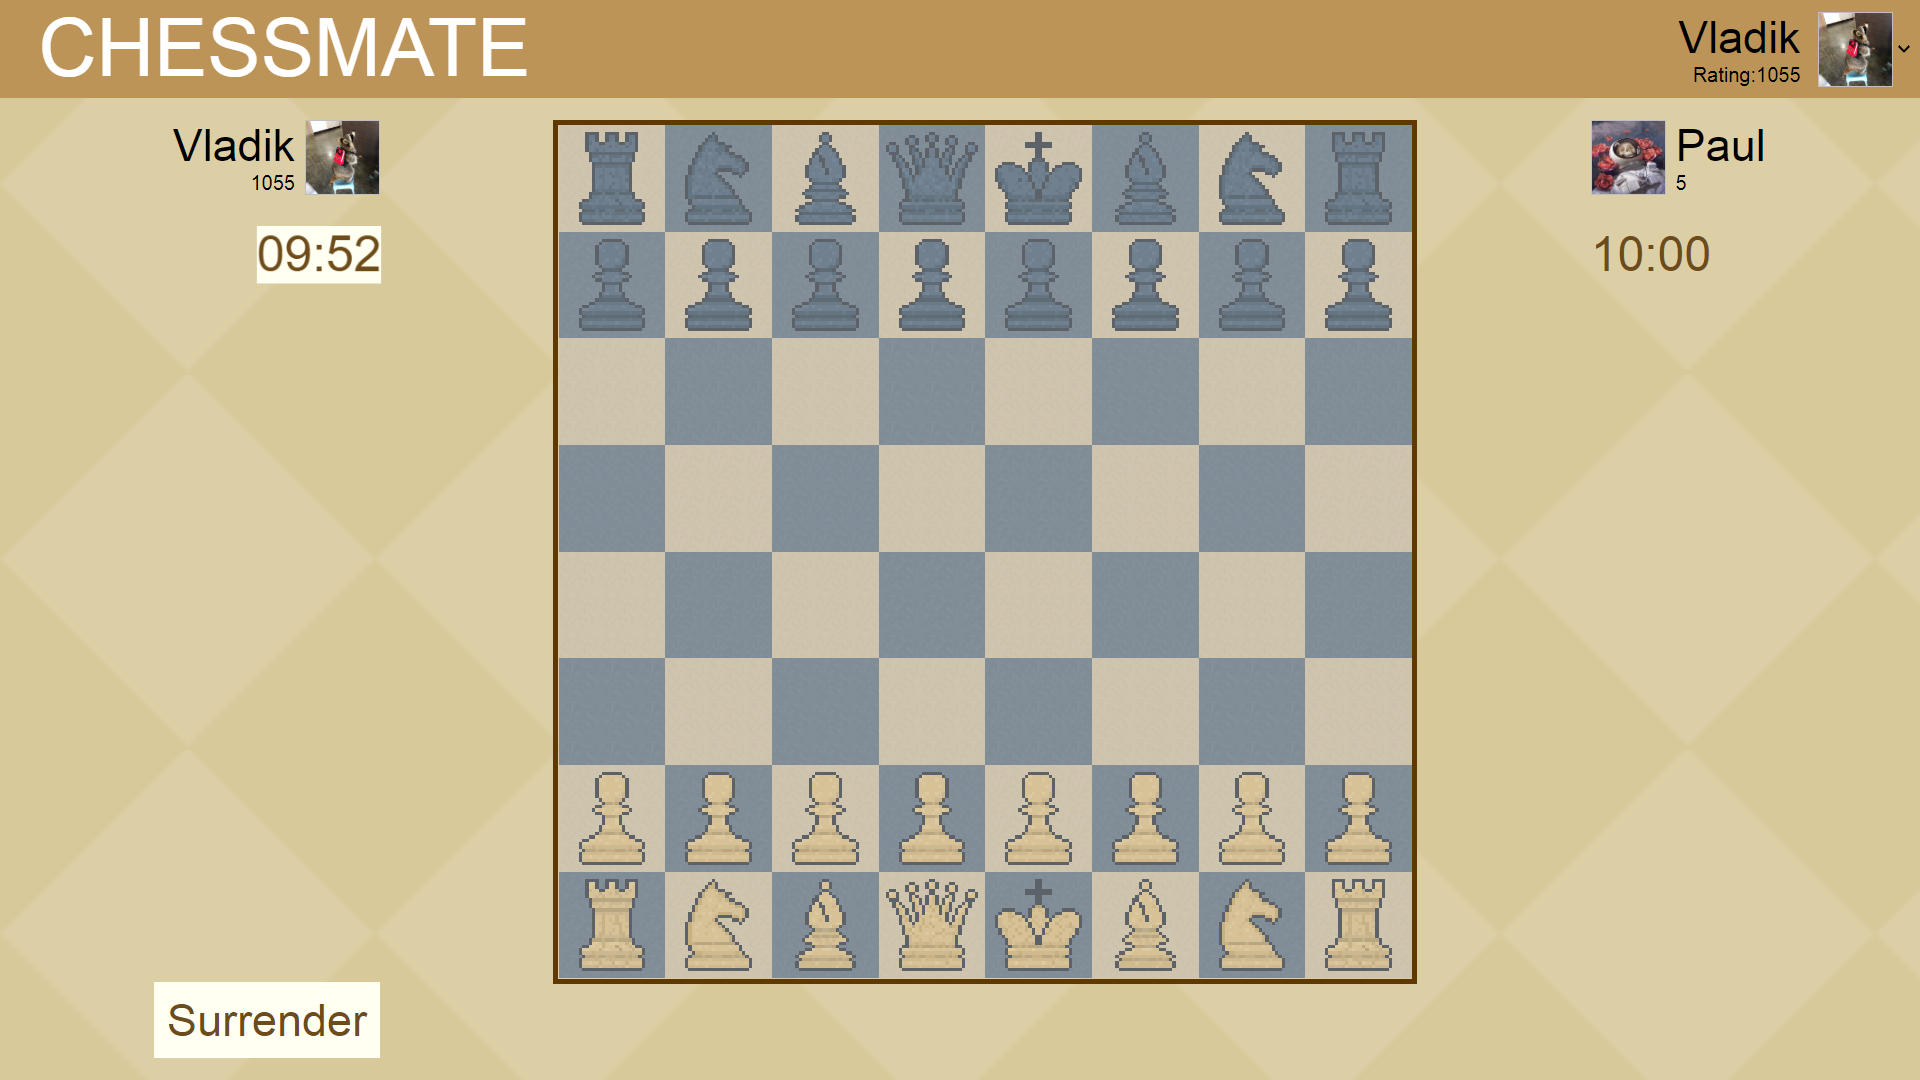 CHESSMATE
Vladik
Rating:1055
Vladik
1055
09:52
Paul
5
10:00
Surrender